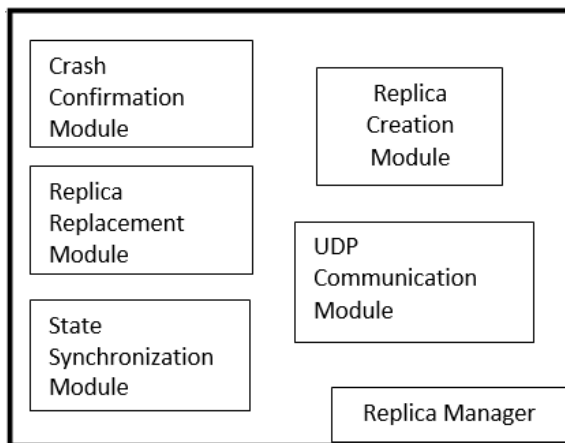 Crash
Confirmation
Module
Replica
Creation
Module
Replica
Replacement
Module
UDP
Communication
Module
State
Synchronization
Module
Replica Manager